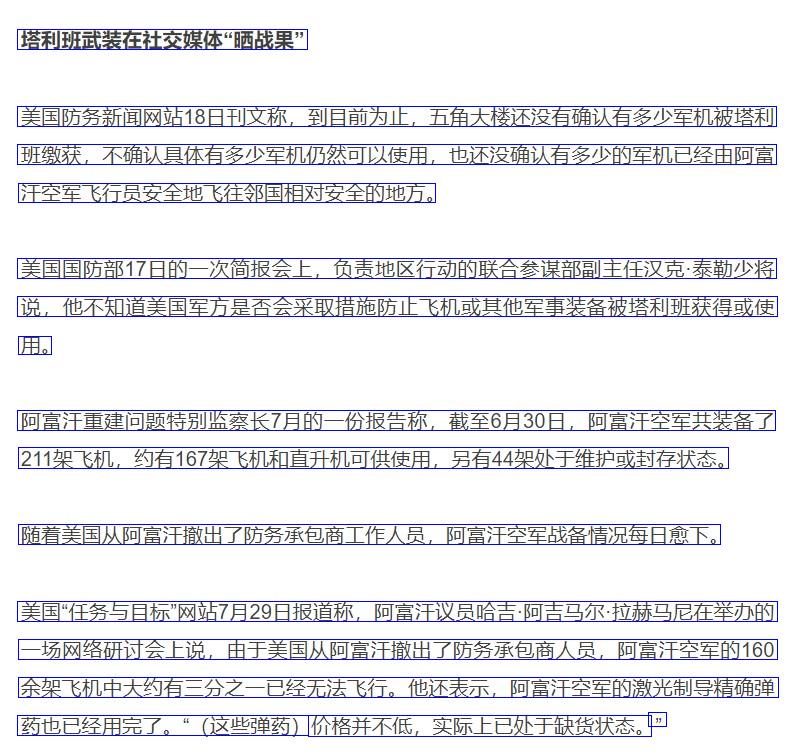 塔利班武装在社交媒体“晒战果”
美国防务新闻网站18日刊文称，到目前为止，五角大楼还没有确认有多少军机被塔利
班缴获，不确认具体有多少军机仍然可以使用，也还没确认有多少的军机已经由阿富
汗空军飞行员安全地飞往邻国相对安全的地方。
美国国防部17日的一次简报会上，负责地区行动的联合参谋部副主任汉克·泰勒少将
说，他不知道美国军方是否会采取措施防止飞机或其他军事装备被塔利班获得或使
用。
阿富汗重建问题特别监察长7月的一份报告称，截至6月30日，阿富汗空军共装备了
211架飞机，约有167架飞机和直升机可供使用，另有44架处于维护或封存状态。
随着美国从阿富汗撤出了防务承包商工作人员，阿富汗空军战备情况每日愈下。
美国“任务与目标”网站7月29日报道称，阿富汗议员哈吉·阿吉马尔·拉赫马尼在举办的
一场网络研讨会上说，由于美国从阿富汗撤出了防务承包商人员，阿富汗空军的160
余架飞机中大约有三分之一已经无法飞行。他还表示，阿富汗空军的激光制导精确弹
药也已经用完了。“（这些弹药）价格并不低，实际上已处于缺货状态。”